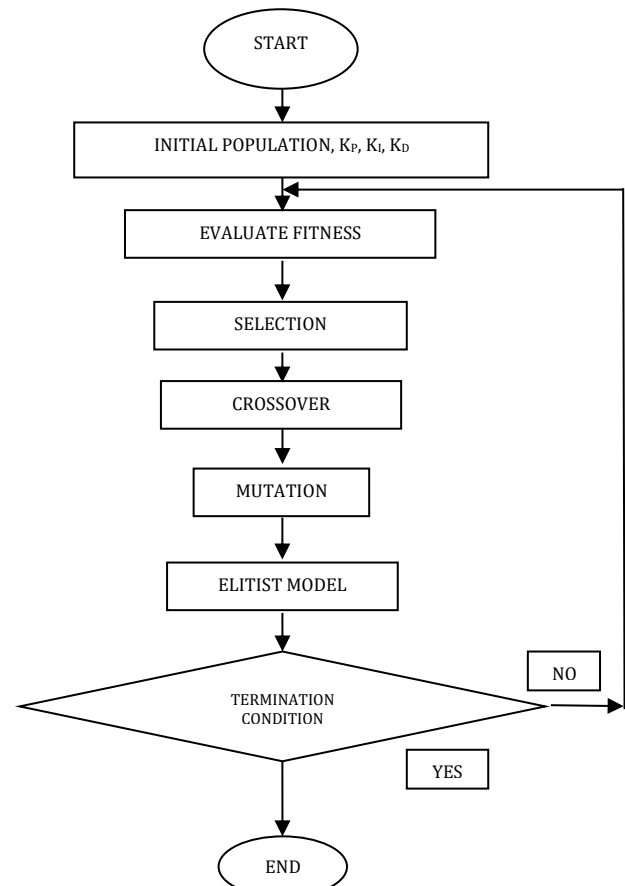 START
INITIAL POPULATION, KP, KI, KD
EVALUATE FITNESS
SELECTION
CROSSOVER
MUTATION
ELITIST MODEL
TERMINATION
CONDITION
NO
YES
END